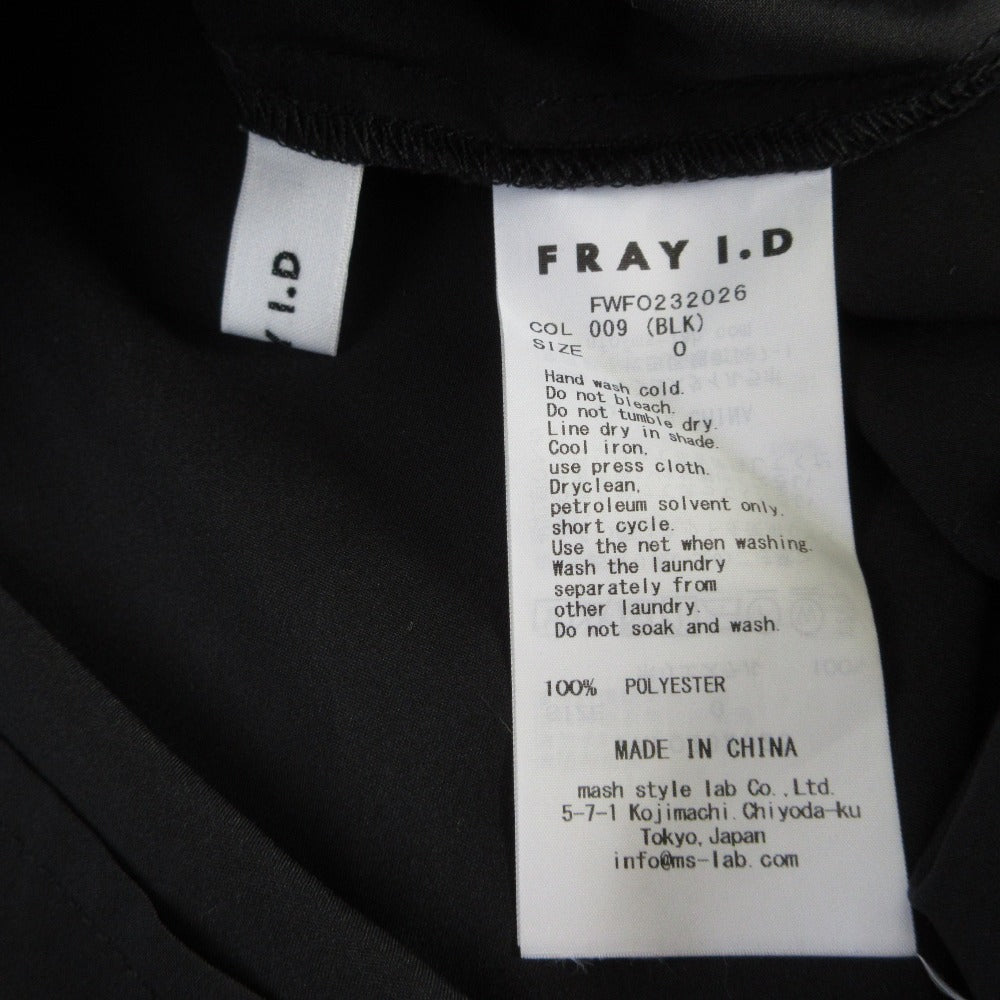 Y I.D
FRAY I.D
FWFO232026
COL 009 (BLK)
SIZE 0
Hand wash cold.
Do not bleach.
Do not tumble dry.
Line dry in shade.
Cool iron,
use press cloth.
Dryclean,
petroleum solvent only,
short cycle.
Use the net when washing.
Wash the laundry
separately from
other laundry.
Do not soak and wash.
100% POLYESTER
MADE IN CHINA
mash style lab Co.,Ltd.
5-7-1 Kojimachi.Chiyoda-ku
Tokyo,Japan
info@ms-lab.com